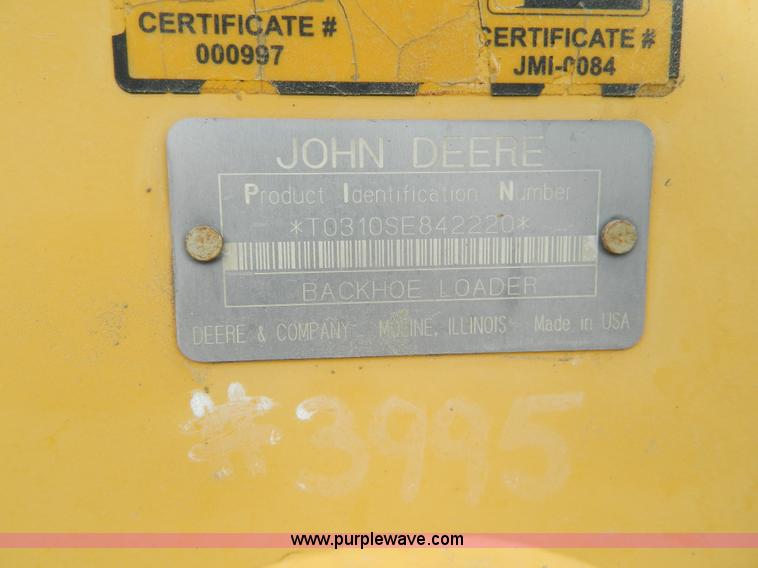 CERTIFICATE #
000997
CERTIFICATE #
JMI-0084
JOHN DEERE
Product Identification Number
*T0310SE842220*
BACKHOE LOADER
DEERE & COMPANY MOLINE, ILLINOIS Made in USA
#3995
www.purplewave.com